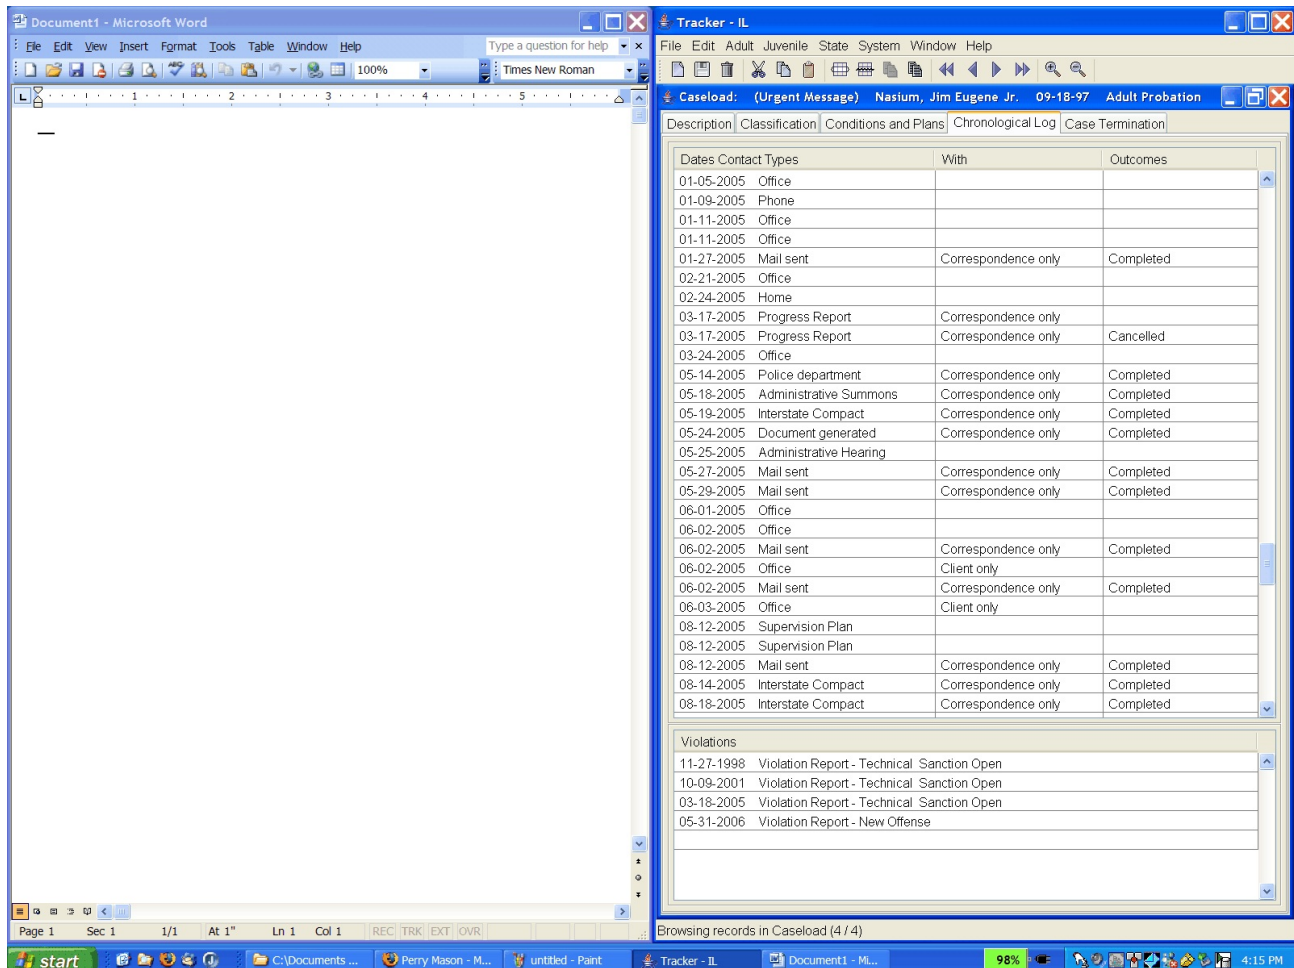 Document1 - Microsoft Word
File Edit View Insert Format Tools Table Window Help Type a question for help
100% Times New Roman
1 2 3 4 5
Page 1 Sec 1 1/1 At 1" Ln 1 Col 1 REC TRK EXT OVR
Tracker - IL
File Edit Adult Juvenile State System Window Help
Caseload: (Urgent Message) Nasium, Jim Eugene Jr. 09-18-97 Adult Probation
Description Classification Conditions and Plans Chronological Log Case Termination
Dates Contact Types With Outcomes
01-05-2005 Office
01-09-2005 Phone
01-11-2005 Office
01-11-2005 Office
01-27-2005 Mail sent Correspondence only Completed
02-21-2005 Office
02-24-2005 Home
03-17-2005 Progress Report Correspondence only
03-17-2005 Progress Report Correspondence only Cancelled
03-24-2005 Office
05-14-2005 Police department Correspondence only Completed
05-18-2005 Administrative Summons Correspondence only Completed
05-19-2005 Interstate Compact Correspondence only Completed
05-24-2005 Document generated Correspondence only Completed
05-25-2005 Administrative Hearing
05-27-2005 Mail sent Correspondence only Completed
05-29-2005 Mail sent Correspondence only Completed
06-01-2005 Office
06-02-2005 Office
06-02-2005 Mail sent Correspondence only Completed
06-02-2005 Office Client only
06-02-2005 Mail sent Correspondence only Completed
06-03-2005 Office Client only
08-12-2005 Supervision Plan
08-12-2005 Supervision Plan
08-12-2005 Mail sent Correspondence only Completed
08-14-2005 Interstate Compact Correspondence only Completed
08-18-2005 Interstate Compact Correspondence only Completed
Violations
11-27-1998 Violation Report - Technical Sanction Open
10-09-2001 Violation Report - Technical Sanction Open
03-18-2005 Violation Report - Technical Sanction Open
05-31-2006 Violation Report - New Offense
Browsing records in Caseload (4 / 4)
start C:\Documents ... Perry Mason - M... untitled - Paint Tracker - IL Document1 - Mi... 98% 4:15 PM